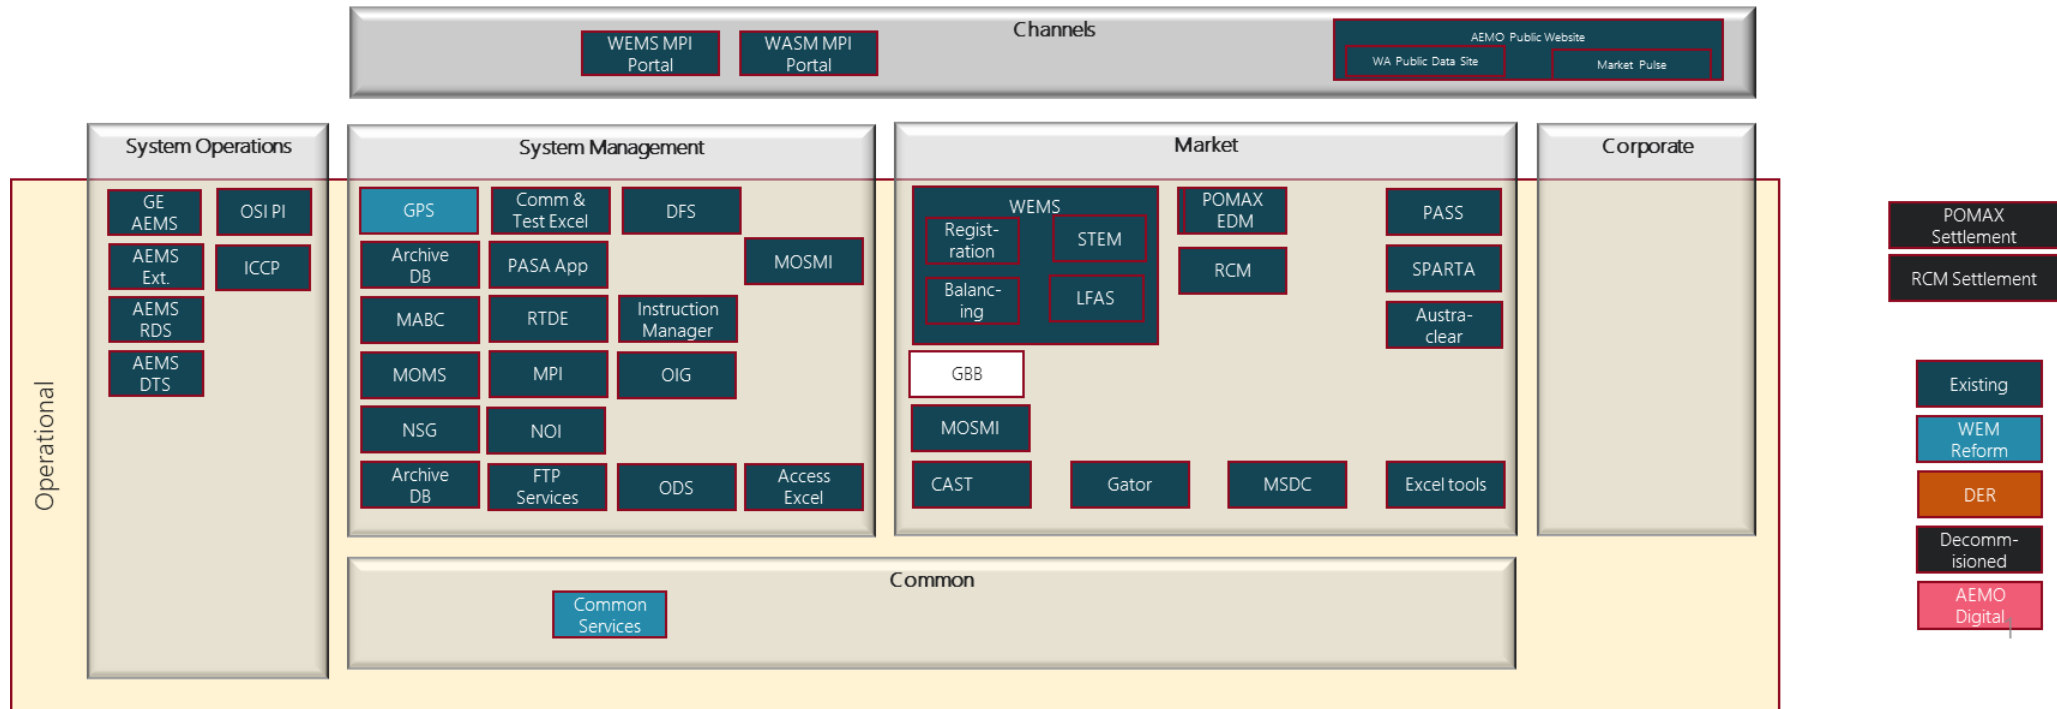 Channels
WEMS MPI
Portal
WASM MPI
Portal
AEMO Public Website
WA Public Data Site
Market Pulse
System Operations
GE
AEMS
OSI PI
AEMS
Ext.
ICCP
AEMS
RDS
AEMS
DTS
System Management
GPS
Comm &
Test Excel
DFS
Archive
DB
PASA App
MOSMI
MABC
RTDE
Instruction
Manager
MOMS
MPI
OIG
NSG
NOI
Archive
DB
FTP
Services
ODS
Access
Excel
Market
WEMS
Regist-
ration
STEM
Balanc-
ing
LFAS
POMAX
EDM
RCM
PASS
SPARTA
Austra-
clear
GBB
MOSMI
CAST
Gator
MSDC
Excel tools
Corporate
Operational
Common
Common
Services
POMAX
Settlement
RCM Settlement
Existing
WEM
Reform
DER
Decomm-
isioned
AEMO
Digital